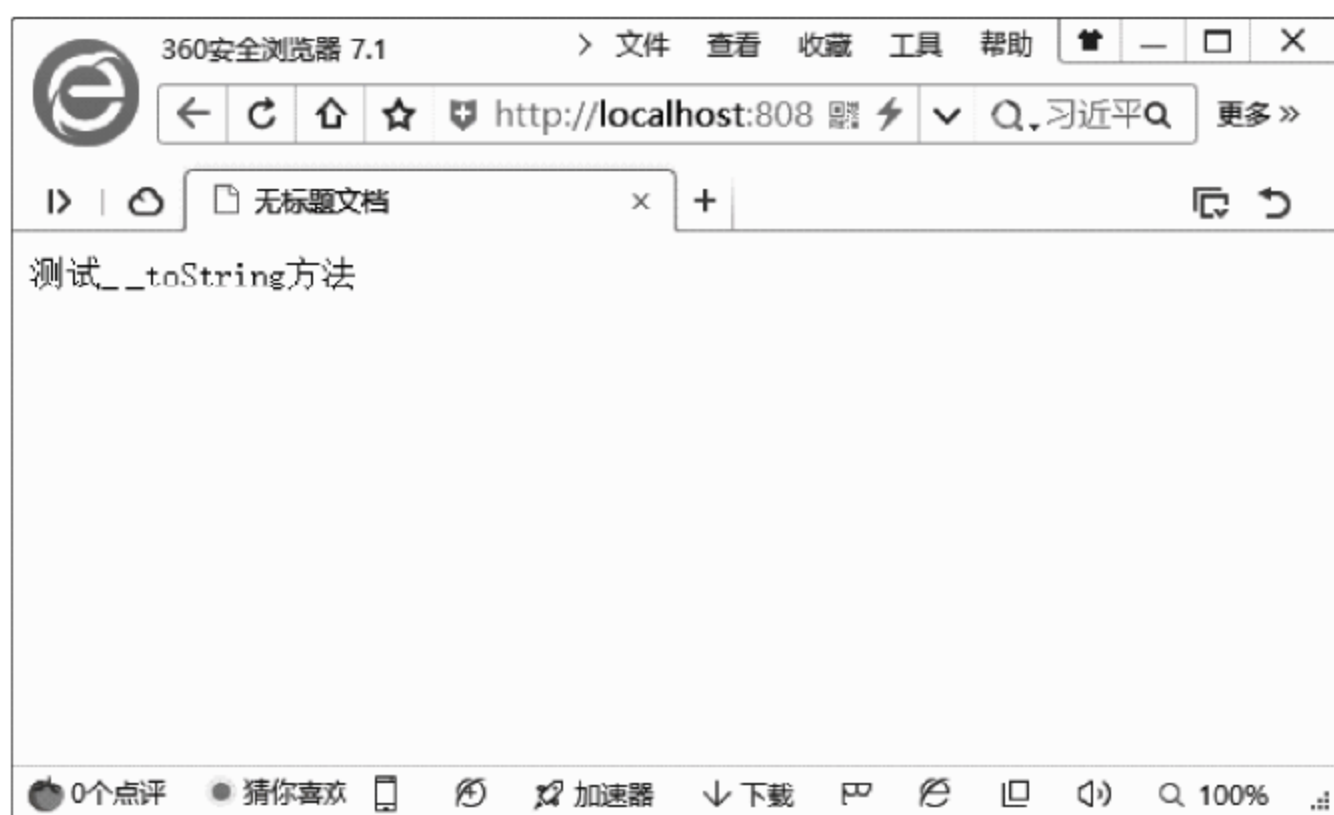 360安全浏览器 7.1 文件 查看 收藏 工具 帮助
http://localhost:808 习近平 更多
无标题文档
测试__toString方法
0个点评 猜你喜欢 加速器 下载 100%